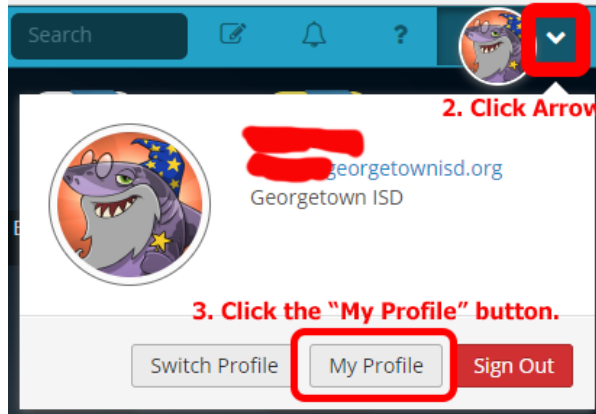 Search
?
2. Click Arrow
georgetownisd.org
Georgetown ISD
3. Click the “My Profile” button.
Switch Profile
My Profile
Sign Out